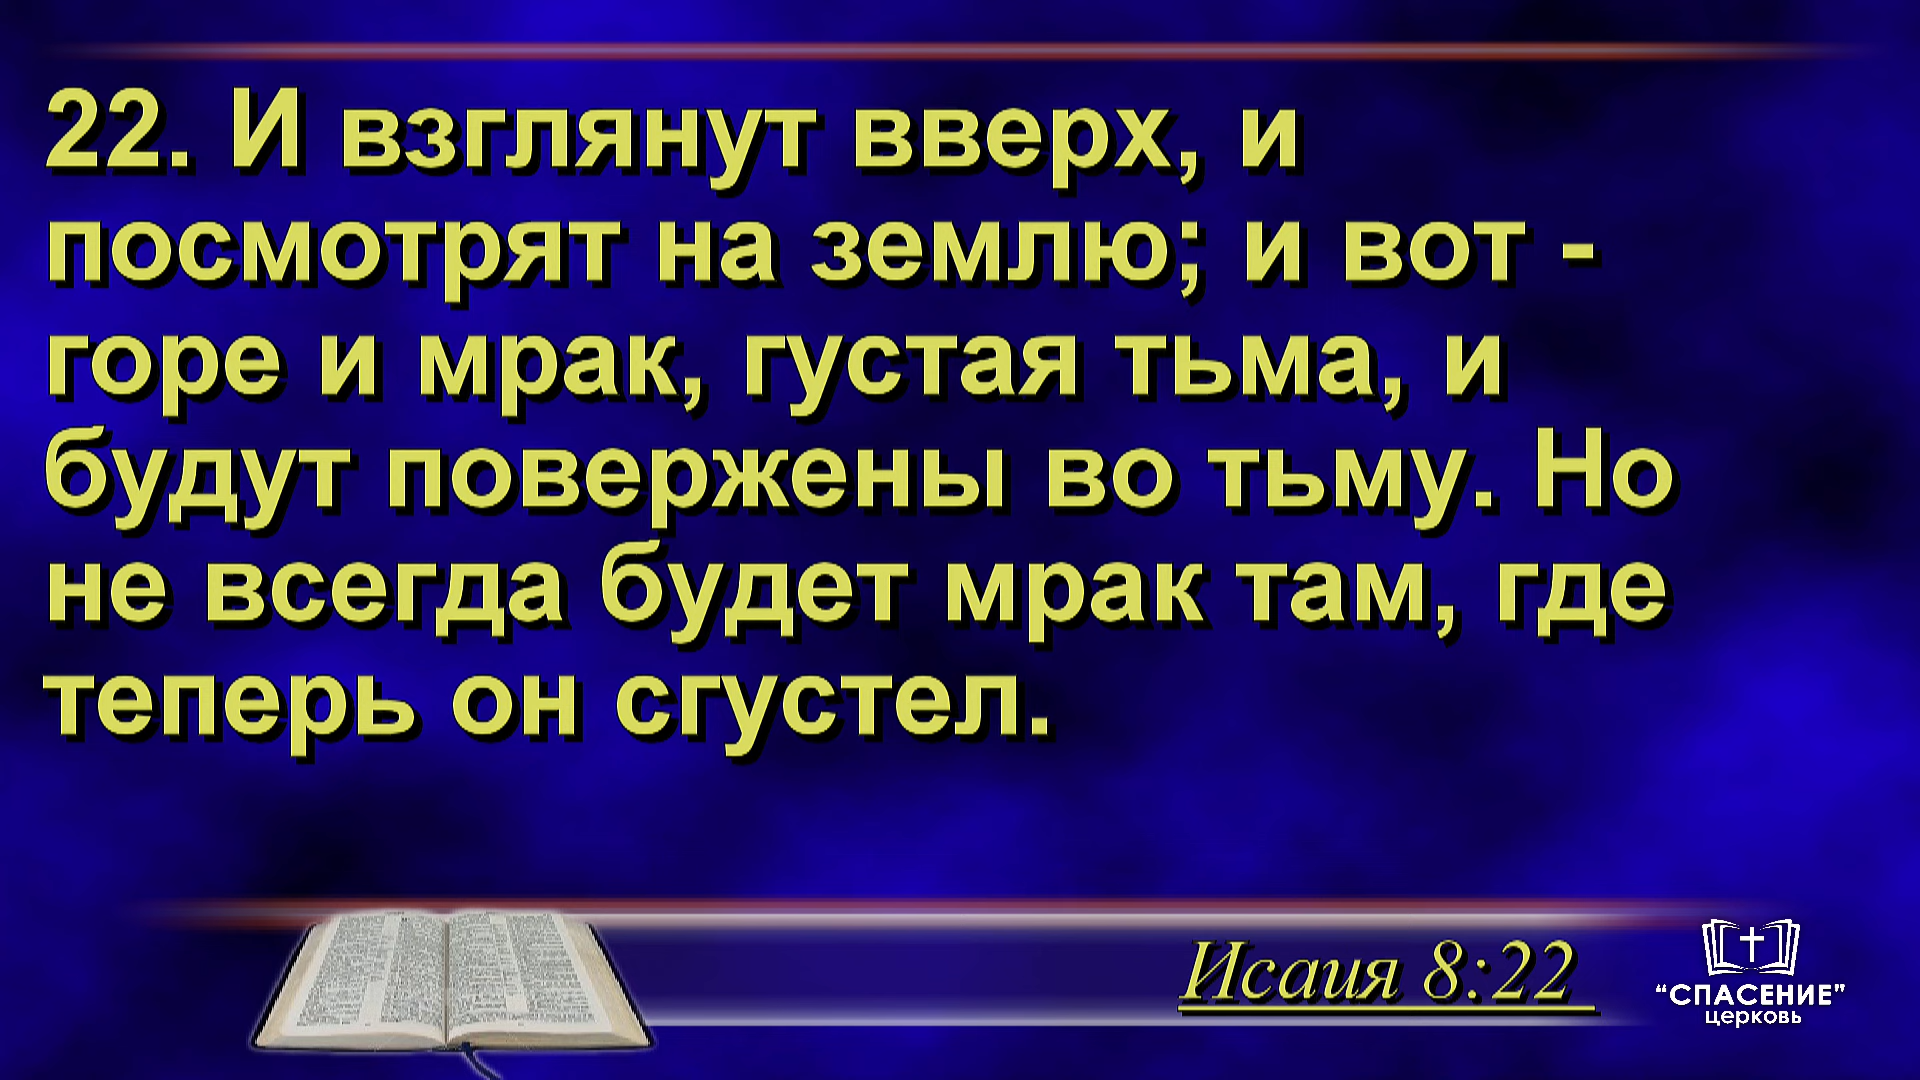 22. И взглянут вверх, и
посмотрят на землю; и вот -
горе и мрак, густая тьма, и
будут повержены во тьму. Но
не всегда будет мрак там, где
теперь он сгустел.
Исаия 8:22
“СПАСЕНИЕ”
церковь